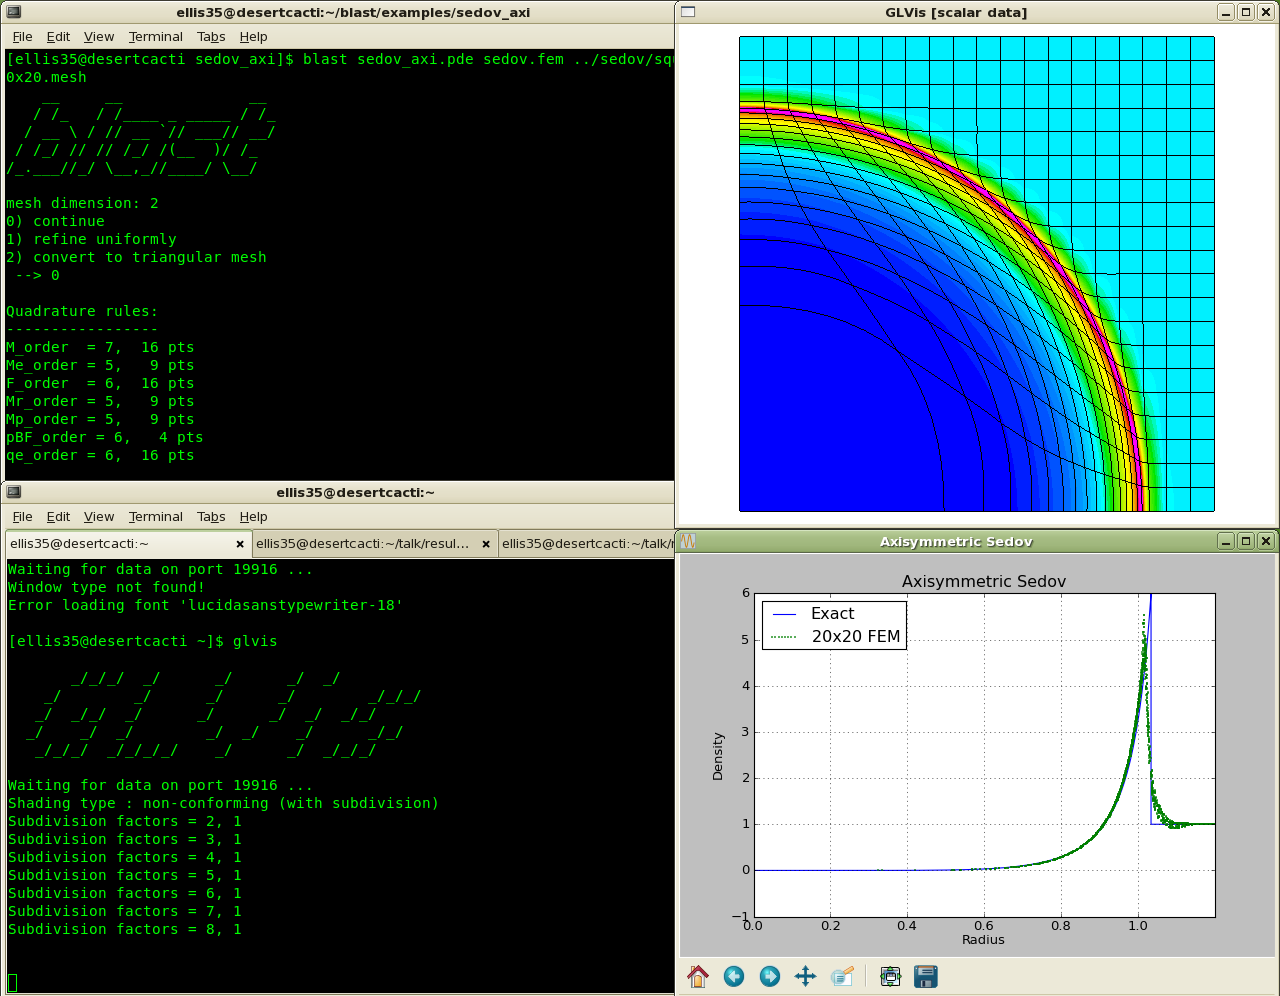 ellis35@desertcacti:~/blast/examples/sedov_axi
File Edit View Terminal Tabs Help
[ellis35@desertcacti sedov_axi]$ blast sedov_axi.pde sedov.fem ../sedov/squ
0x20.mesh
blast
mesh dimension: 2
0) continue
1) refine uniformly
2) convert to triangular mesh
--> 0
Quadrature rules:
-----------------
M_order = 7, 16 pts
Me_order = 5, 9 pts
F_order = 6, 16 pts
Mr_order = 5, 9 pts
Mp_order = 5, 9 pts
pBF_order = 6, 4 pts
qe_order = 6, 16 pts
ellis35@desertcacti:~
File Edit View Terminal Tabs Help
ellis35@desertcacti:~ ellis35@desertcacti:~/talk/resul... ellis35@desertcacti:~/talk/r
Waiting for data on port 19916 ...
Window type not found!
Error loading font 'lucidasanstypewriter-18'
[ellis35@desertcacti ~]$ glvis
GLVis
Waiting for data on port 19916 ...
Shading type : non-conforming (with subdivision)
Subdivision factors = 2, 1
Subdivision factors = 3, 1
Subdivision factors = 4, 1
Subdivision factors = 5, 1
Subdivision factors = 6, 1
Subdivision factors = 7, 1
Subdivision factors = 8, 1
GLVis [scalar data]
Axisymmetric Sedov
Axisymmetric Sedov
Exact
20x20 FEM
6
5
4
3
2
1
0
−1
Density
0.0 0.2 0.4 0.6 0.8 1.0
Radius